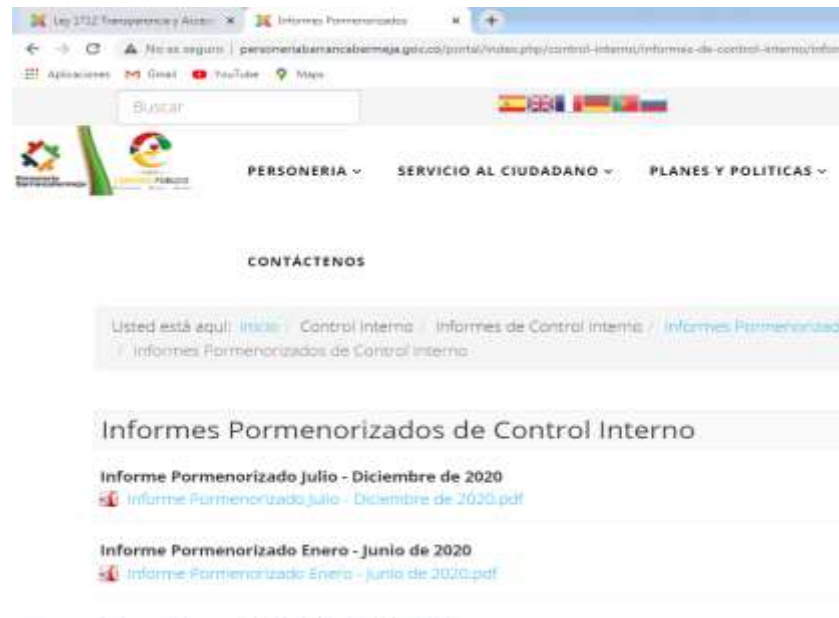 Ley 1712 Transparencia y Acceso
Informes Pormenorizados
No es seguro | personeriabarrancabermeja.gov.co/portal/index.php/control-interno/informes-de-control-interno/infor
Aplicaciones Gmail YouTube Maps
Buscar
Personería
Barrancabermeja
PÚBLICO
PERSONERIA
SERVICIO AL CIUDADANO
PLANES Y POLITICAS
CONTÁCTENOS
Usted está aquí: Inicio / Control Interno / Informes de Control Interno / Informes Pormenorizad
/ Informes Pormenorizados de Control Interno
Informes Pormenorizados de Control Interno
Informe Pormenorizado Julio - Diciembre de 2020
Informe Pormenorizado Julio - Diciembre de 2020.pdf
Informe Pormenorizado Enero - Junio de 2020
Informe Pormenorizado Enero - Junio de 2020.pdf